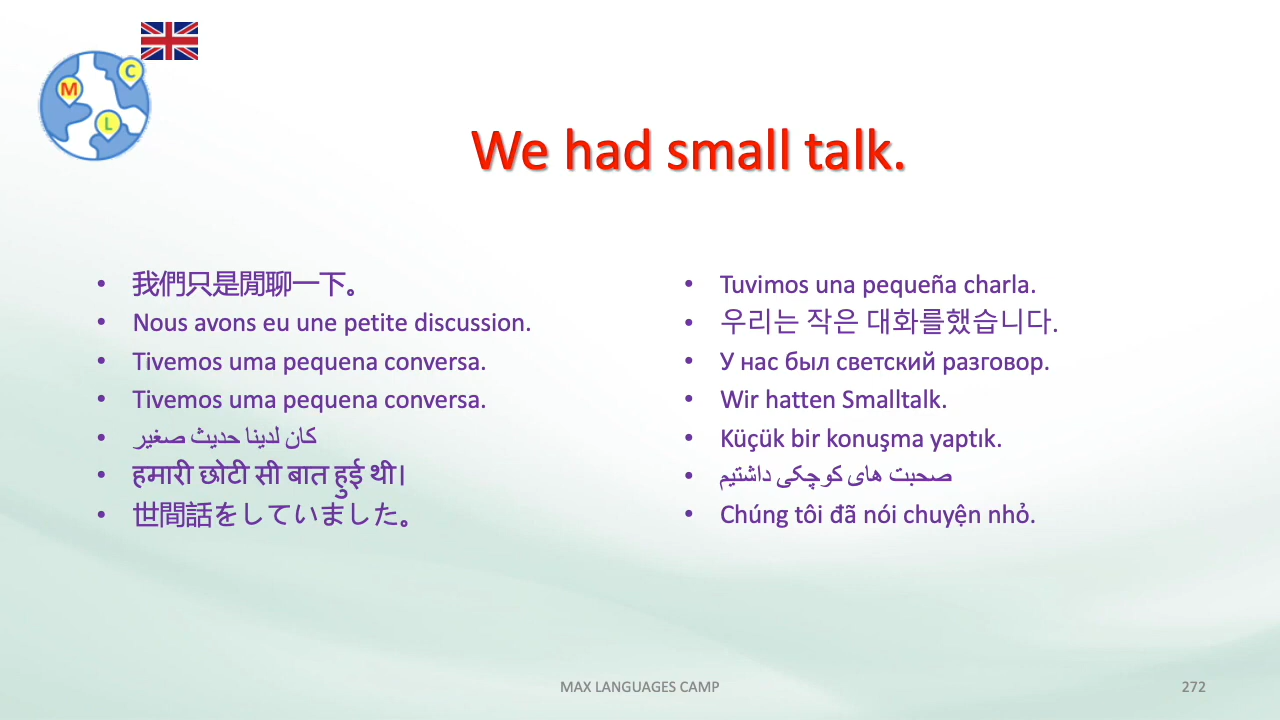 M
C
L
We had small talk.
我們只是閒聊一下。
Nous avons eu une petite discussion.
Tivemos uma pequena conversa.
Tivemos uma pequena conversa.
كان لدينا حديث صغير
हमारी छोटी सी बात हुई थी।
世間話をしていました。
Tuvimos una pequeña charla.
우리는 작은 대화를했습니다.
У нас был светский разговор.
Wir hatten Smalltalk.
Küçük bir konuşma yaptık.
صحبت های کوچکی داشتیم
Chúng tôi đã nói chuyện nhỏ.
MAX LANGUAGES CAMP
272